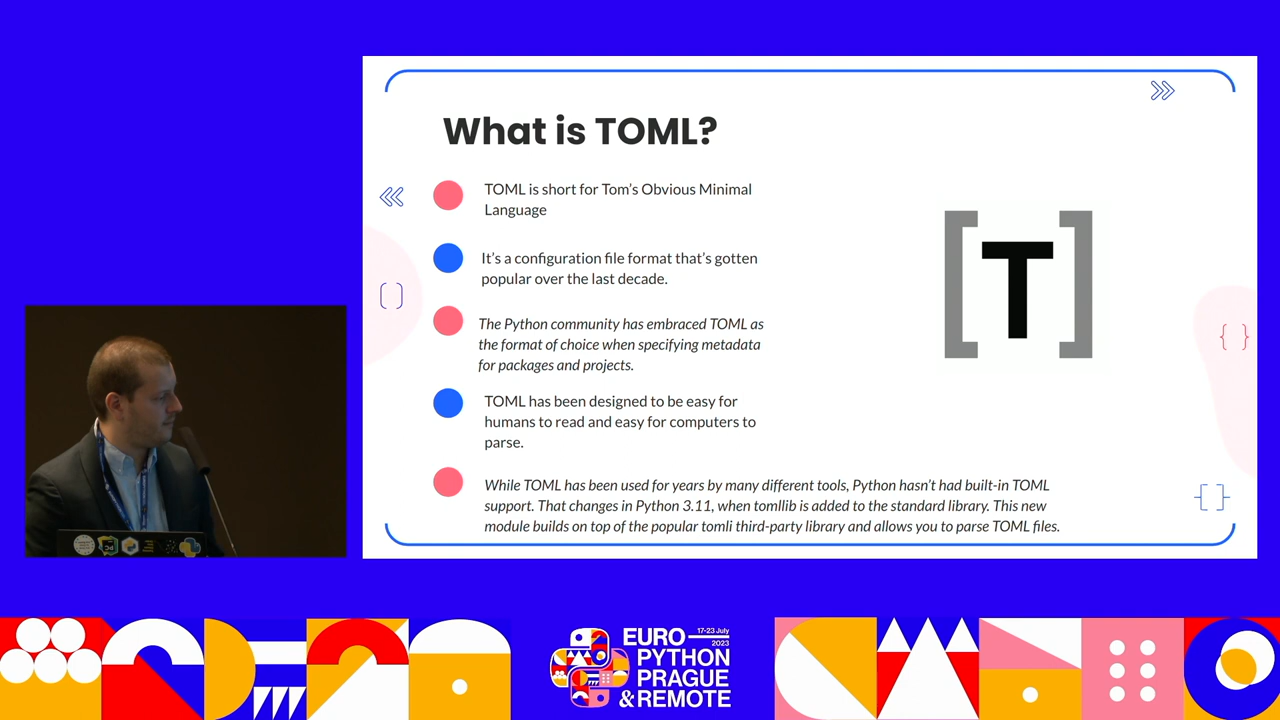 What is TOML?
TOML is short for Tom's Obvious Minimal
Language
It's a configuration file format that's gotten
popular over the last decade.
The Python community has embraced TOML as
the format of choice when specifying metadata
for packages and projects.
TOML has been designed to be easy for
humans to read and easy for computers to
parse.
While TOML has been used for years by many different tools, Python hasn't had built-in TOML
support. That changes in Python 3.11, when tomllib is added to the standard library. This new
module builds on top of the popular tomli third-party library and allows you to parse TOML files.
[T]
{ }
{ }
EURO 17-23 July
2023
PYTHON
PRAGUE
& REMOTE